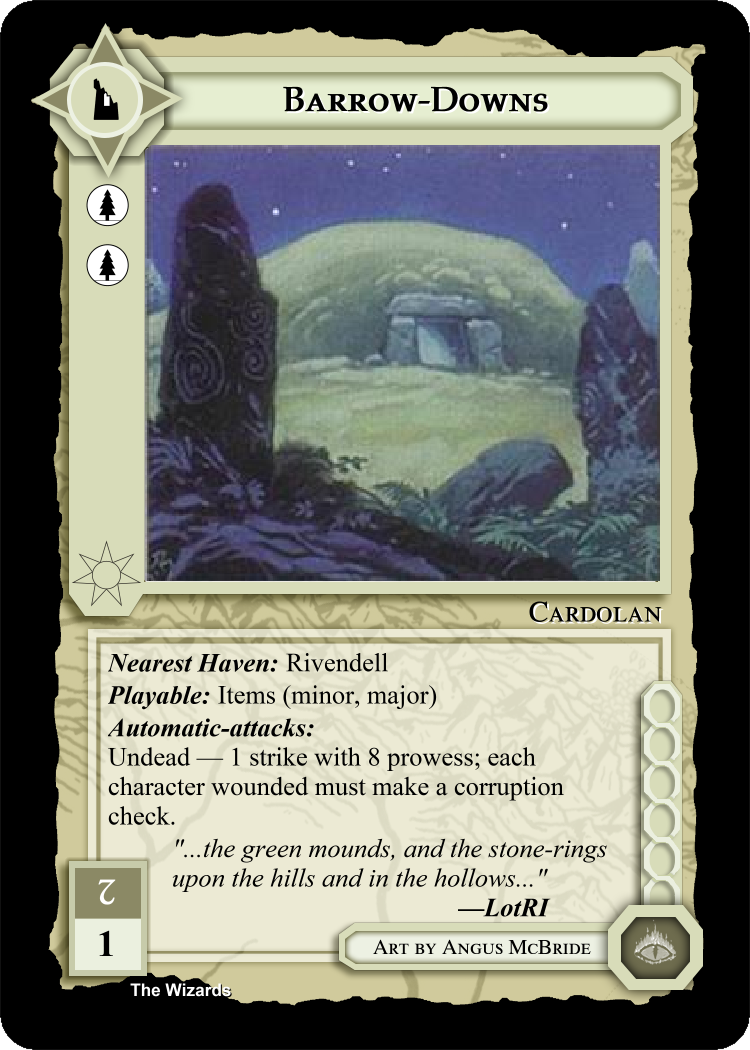 Barrow-Downs
Cardolan
Nearest Haven: Rivendell
Playable: Items (minor, major)
Automatic-attacks:
Undead — 1 strike with 8 prowess; each
character wounded must make a corruption
check.
"...the green mounds, and the stone-rings
upon the hills and in the hollows..."
—LotRI
2
1
Art by Angus McBride
The Wizards